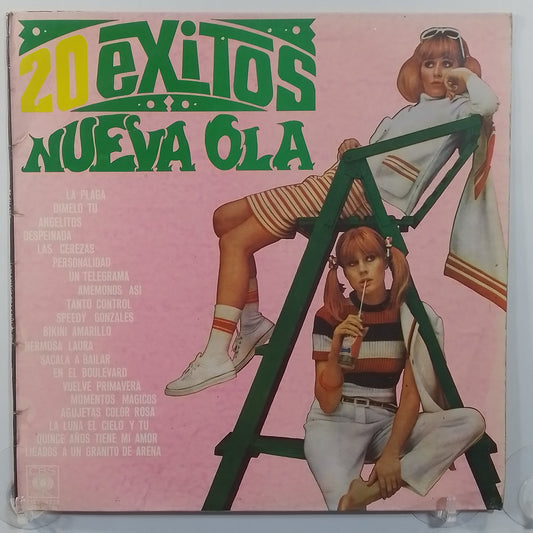 20 EXITOS
NUEVA OLA
LA PLAGA
DIMELO TU
ANGELITOS
DESPEINADA
LAS CEREZAS
PERSONALIDAD
UN TELEGRAMA
AMEMONOS ASI
TANTO CONTROL
SPEEDY GONZALES
BIKINI AMARILLO
HERMOSA LAURA
SACALA A BAILAR
EN EL BOULEVARD
VUELVE PRIMAVERA
MOMENTOS MAGICOS
AGUJETAS COLOR ROSA
LA LUNA EL CIELO Y TU
QUINCE AÑOS TIENE MI AMOR
LIGADOS A UN GRANITO DE ARENA
CBS